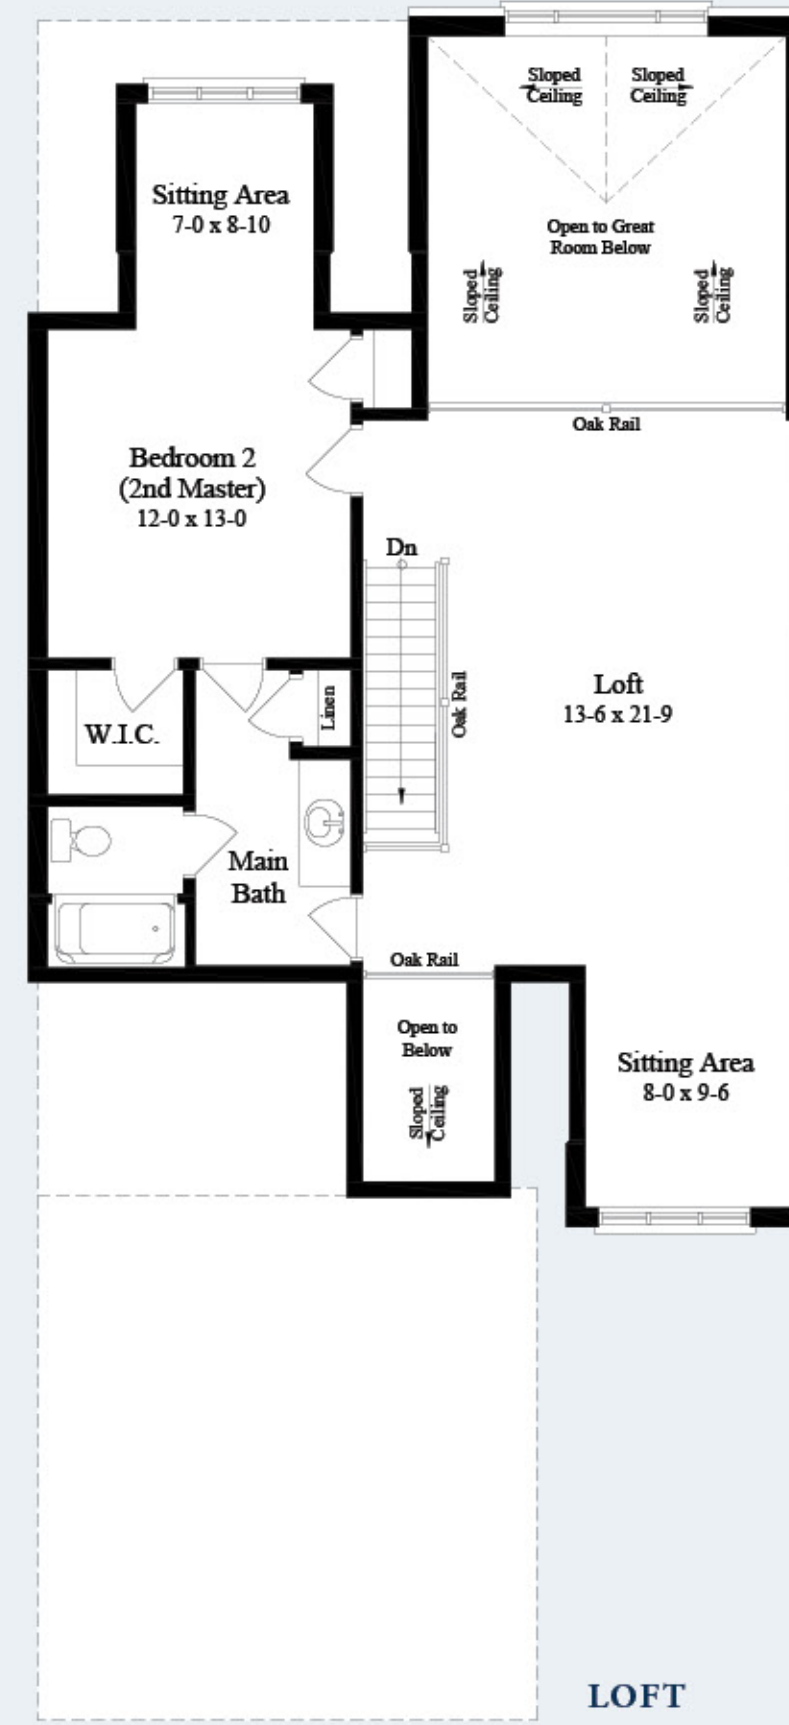 Sloped
Ceiling
Sloped
Ceiling
Sitting Area
7-0 x 8-10
Open to Great
Room Below
Sloped
Ceiling
Sloped
Ceiling
Oak Rail
Bedroom 2
(2nd Master)
12-0 x 13-0
Dn
Loft
13-6 x 21-9
Oak Rail
Linen
W.I.C.
Main
Bath
Oak Rail
Open to
Below
Sloped
Ceiling
Sitting Area
8-0 x 9-6
LOFT